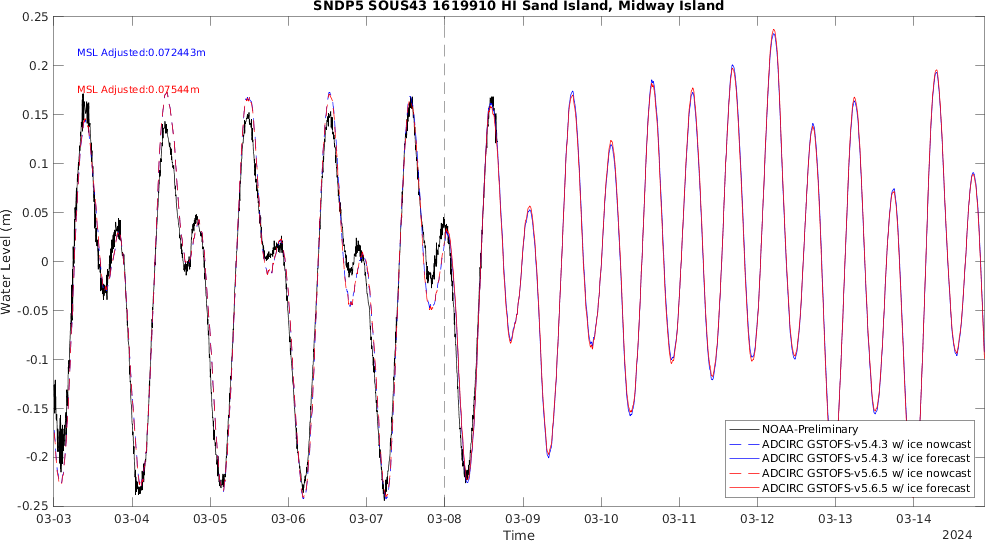 SNDP5 SOUS43 1619910 HI Sand Island, Midway Island
MSL Adjusted:0.072443m
MSL Adjusted:0.07544m
Water Level (m)
0.25
0.2
0.15
0.1
0.05
0
-0.05
-0.1
-0.15
-0.2
-0.25
03-03 03-04 03-05 03-06 03-07 03-08 03-09 03-10 03-11 03-12 03-13 03-14
Time
2024
NOAA-Preliminary
ADCIRC GSTOFS-v5.4.3 w/ ice nowcast
ADCIRC GSTOFS-v5.4.3 w/ ice forecast
ADCIRC GSTOFS-v5.6.5 w/ ice nowcast
ADCIRC GSTOFS-v5.6.5 w/ ice forecast